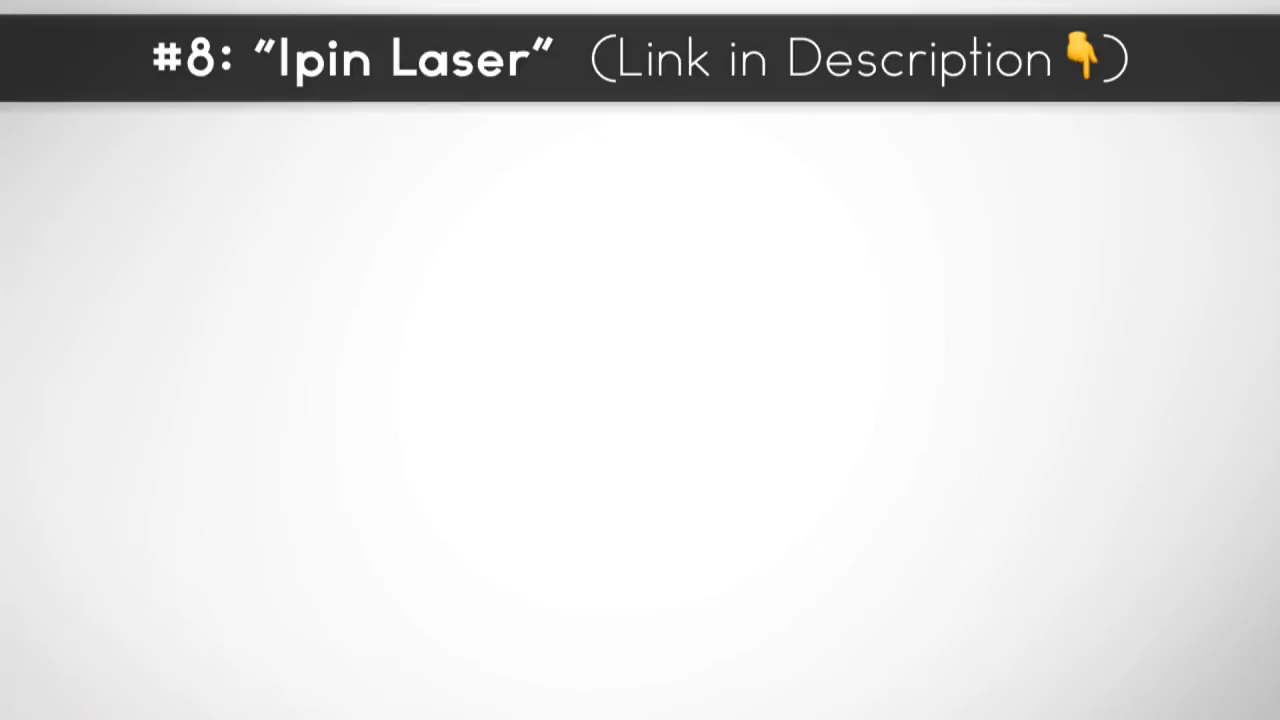 #8: “Ipin Laser” (Link in Description👇)